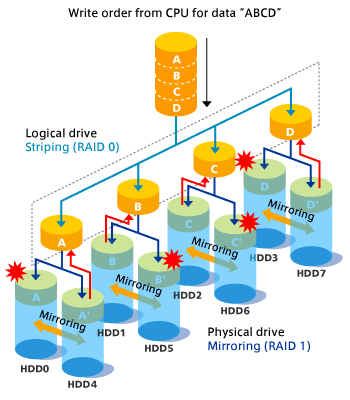 Write order from CPU for data “ABCD”
A
B
C
D
Logical drive
Striping (RAID 0)
D
C
B
A
D
D'
Mirroring
HDD3
HDD7
C
C'
Mirroring
HDD2
HDD6
B
B'
Mirroring
HDD1
HDD5
A
A'
Mirroring
HDD0
HDD4
Physical drive
Mirroring (RAID 1)